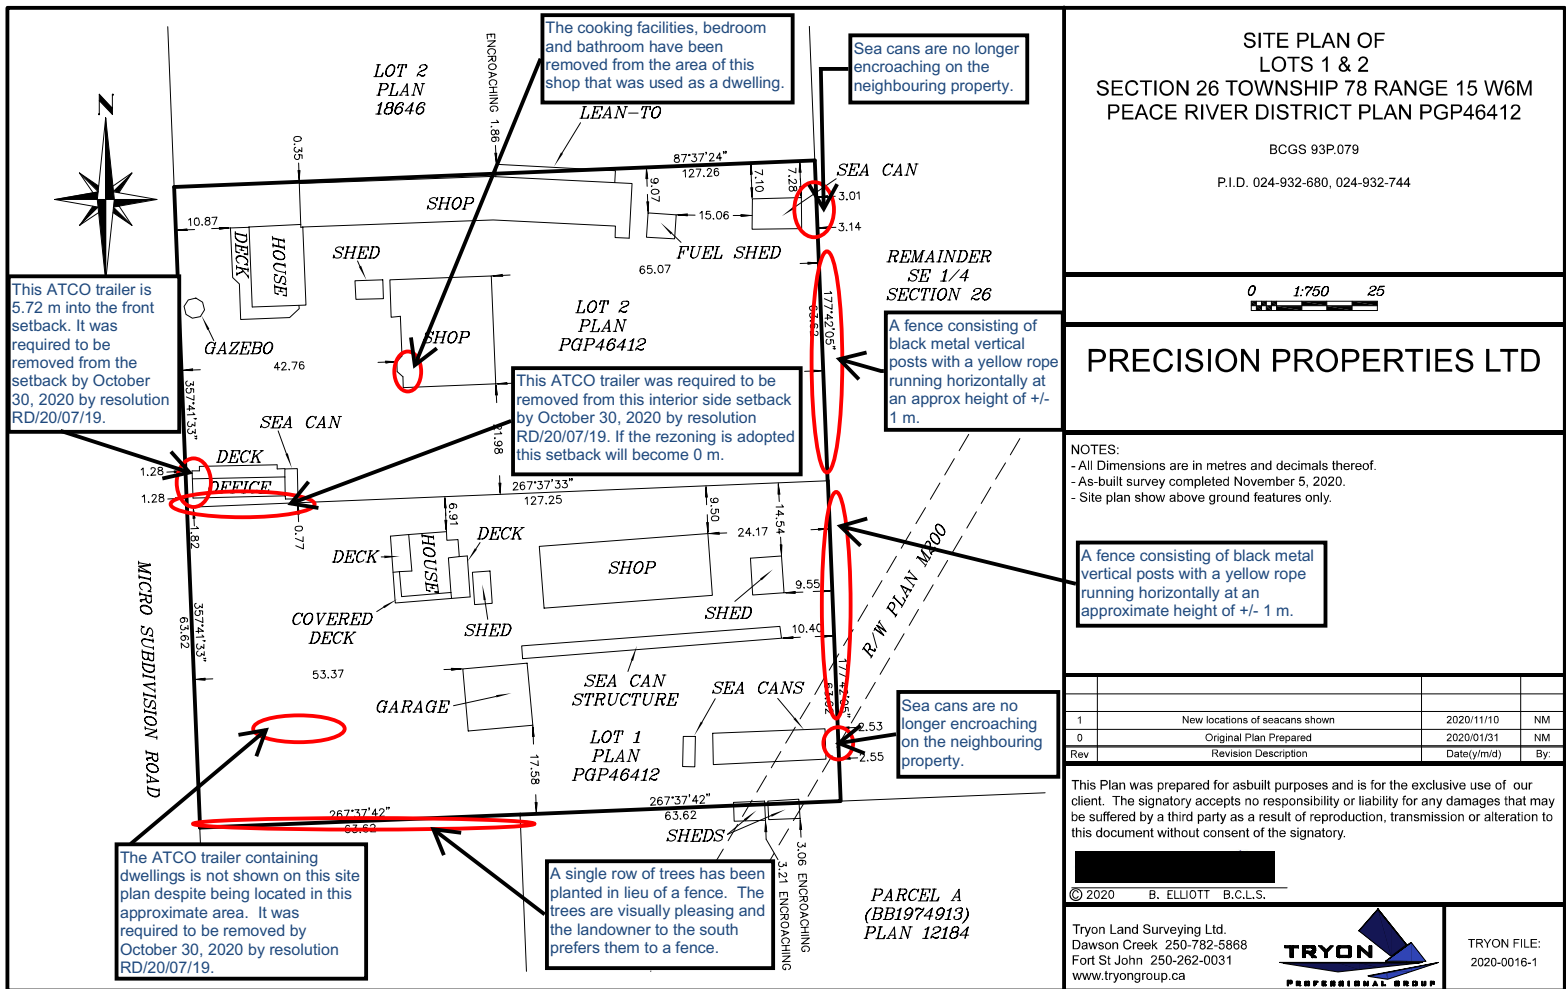 The cooking facilities, bedroom
and bathroom have been
removed from the area of this
shop that was used as a dwelling.
Sea cans are no longer
encroaching on the
neighbouring property.
ENCROACHING 1.86
LOT 2
PLAN
18646
N
0.35
LEAN-TO
87°37'24"
127.26
SEA CAN
7.10
7.28
9.07
3.01
3.14
15.06
SHOP
10.87
DECK
HOUSE
SHED
FUEL SHED
65.07
REMAINDER
SE 1/4
SECTION 26
177°42'05"
63.62
This ATCO trailer is
5.72 m into the front
setback. It was
required to be
removed from the
setback by October
30, 2020 by resolution
RD/20/07/19.
GAZEBO
42.76
SHOP
LOT 2
PLAN
PGP46412
A fence consisting of
black metal vertical
posts with a yellow rope
running horizontally at
an approx height of +/-
1 m.
This ATCO trailer was required to be
removed from this interior side setback
by October 30, 2020 by resolution
RD/20/07/19. If the rezoning is adopted
this setback will become 0 m.
357°41'33"
SEA CAN
21.98
DECK
1.28
OFFICE
1.28
1.82
0.77
267°37'33"
127.25
6.91
9.50
14.54
24.17
DECK
HOUSE
DECK
SHOP
SHED
9.55
R/W PLAN M200
COVERED
DECK
SHED
10.40
A fence consisting of black metal
vertical posts with a yellow rope
running horizontally at an
approximate height of +/- 1 m.
MICRO SUBDIVISION ROAD
357°41'33"
63.62
53.37
SEA CAN
STRUCTURE
SEA CANS
177°42'05"
63.62
GARAGE
LOT 1
PLAN
PGP46412
2.53
2.55
Sea cans are no
longer encroaching
on the neighbouring
property.
17.58
267°37'42"
63.62
267°37'42"
63.62
SHEDS
3.21 ENCROACHING
3.06 ENCROACHING
The ATCO trailer containing
dwellings is not shown on this site
plan despite being located in this
approximate area. It was
required to be removed by
October 30, 2020 by resolution
RD/20/07/19.
A single row of trees has been
planted in lieu of a fence. The
trees are visually pleasing and
the landowner to the south
prefers them to a fence.
PARCEL A
(BB1974913)
PLAN 12184
SITE PLAN OF
LOTS 1 & 2
SECTION 26 TOWNSHIP 78 RANGE 15 W6M
PEACE RIVER DISTRICT PLAN PGP46412
BCGS 93P.079
P.I.D. 024-932-680, 024-932-744
0 1:750 25
PRECISION PROPERTIES LTD
NOTES:
- All Dimensions are in metres and decimals thereof.
- As-built survey completed November 5, 2020.
- Site plan show above ground features only.
1 New locations of seacans shown 2020/11/10 NM
0 Original Plan Prepared 2020/01/31 NM
Rev Revision Description Date(y/m/d) By:
This Plan was prepared for asbuilt purposes and is for the exclusive use of our
client. The signatory accepts no responsibility or liability for any damages that may
be suffered by a third party as a result of reproduction, transmission or alteration to
this document without consent of the signatory.
© 2020 B. ELLIOTT B.C.L.S.
Tryon Land Surveying Ltd.
Dawson Creek 250-782-5868
Fort St John 250-262-0031
www.tryongroup.ca
TRYON
PROFESSIONAL GROUP
TRYON FILE:
2020-0016-1